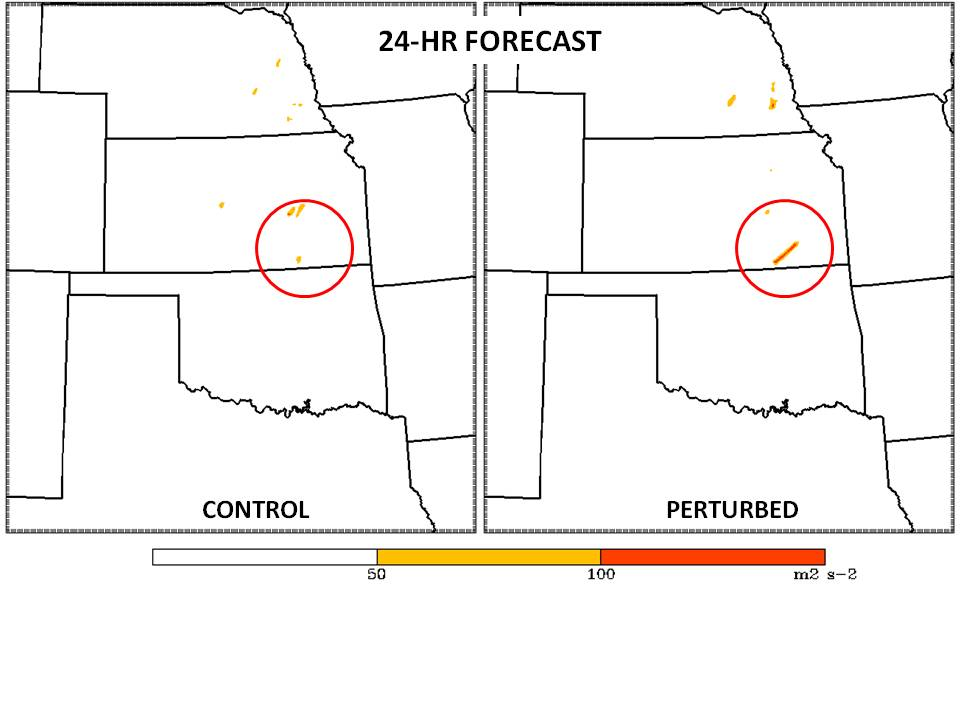 24-HR FORECAST
CONTROL
PERTURBED
50
100
m2 s-2